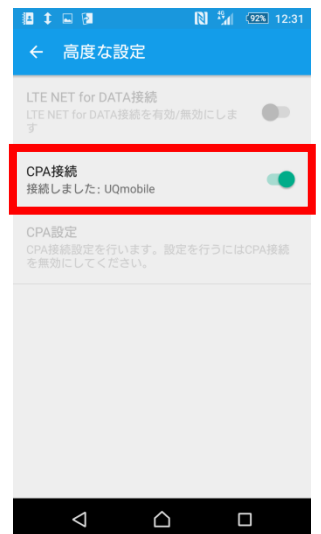 4G 92% 12:31
高度な設定
LTE NET for DATA接続
LTE NET for DATA接続を有効/無効にしま
す
CPA接続
接続しました: UQmobile
CPA設定
CPA接続設定を行います。設定を行うにはCPA接続
を無効にしてください。